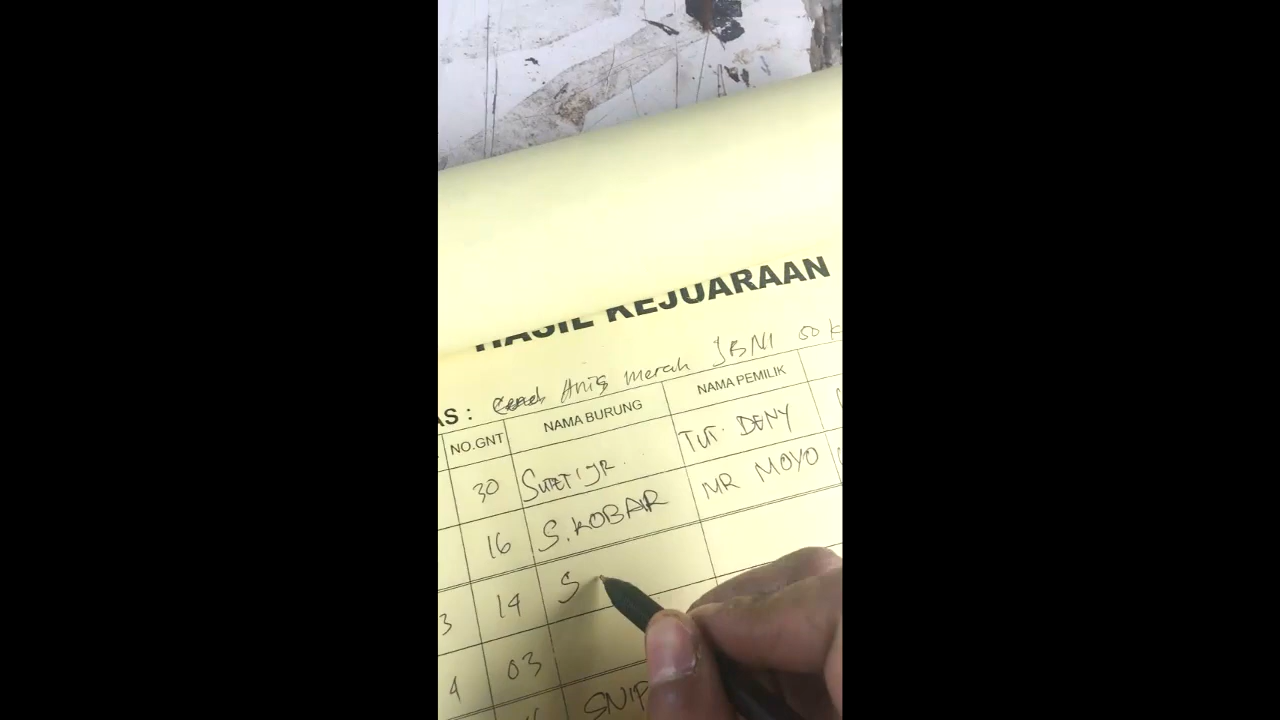 HASIL KEJUARAAN
AS : Anis Merah JBNI 50 K
NO.GNT NAMA BURUNG NAMA PEMILIK
30 JR. TUT. DENY
16 S.KOBAR MR MOYO
3 14 S
4 03
SNIP